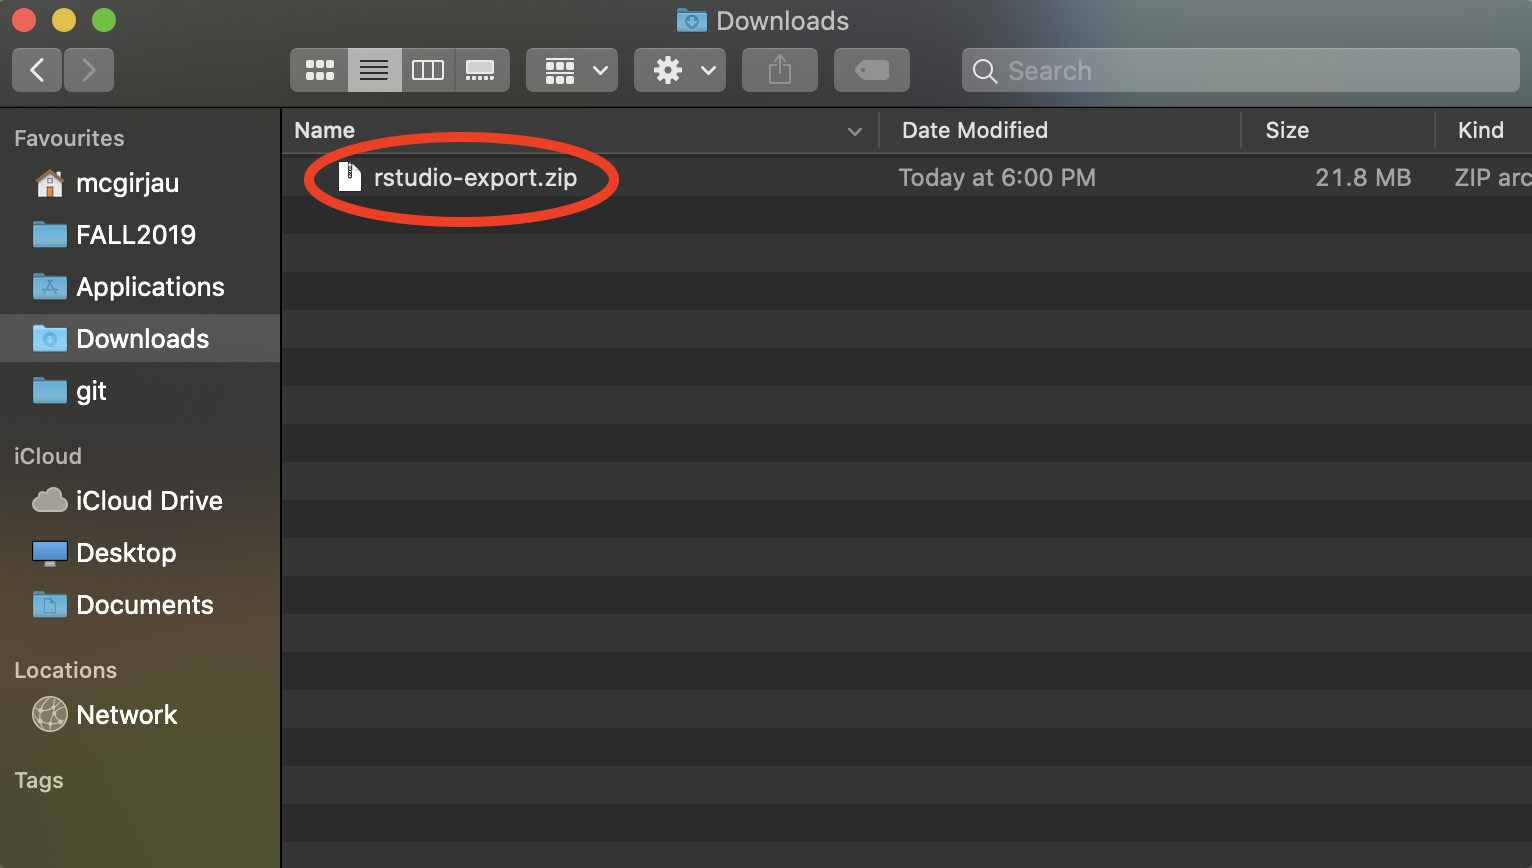 Downloads
Search
Favourites
mcgirjau
FALL2019
Applications
Downloads
git
iCloud
iCloud Drive
Desktop
Documents
Locations
Network
Tags
Name Date Modified Size Kind
rstudio-export.zip Today at 6:00 PM 21.8 MB ZIP arc